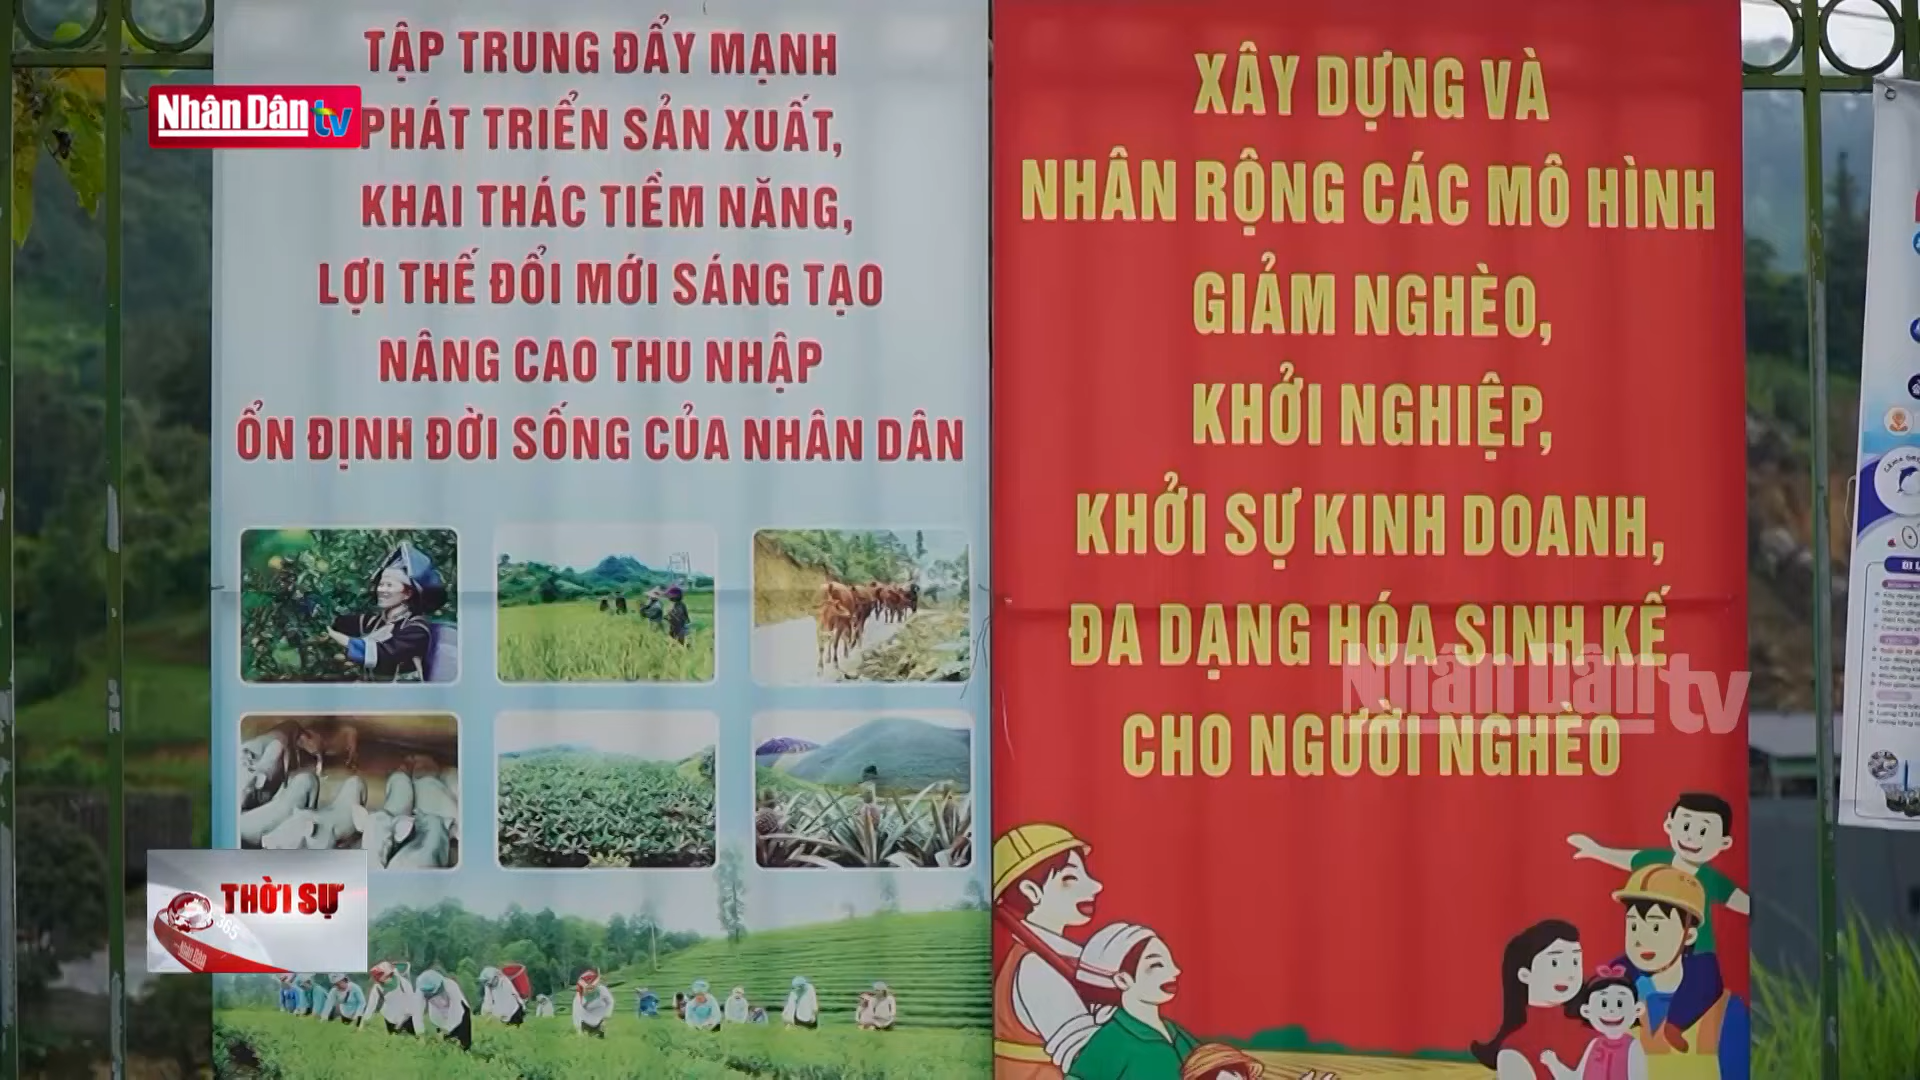 TẬP TRUNG ĐẨY MẠNH
PHÁT TRIỂN SẢN XUẤT,
KHAI THÁC TIỀM NĂNG,
LỢI THẾ ĐỔI MỚI SÁNG TẠO
NÂNG CAO THU NHẬP
ỔN ĐỊNH ĐỜI SỐNG CỦA NHÂN DÂN
Nhân Dân tv
XÂY DỰNG VÀ
NHÂN RỘNG CÁC MÔ HÌNH
GIẢM NGHÈO,
KHỞI NGHIỆP,
KHỞI SỰ KINH DOANH,
ĐA DẠNG HÓA SINH KẾ
CHO NGƯỜI NGHÈO
Nhân Dân tv
THỜI SỰ
365
Nhân Dân